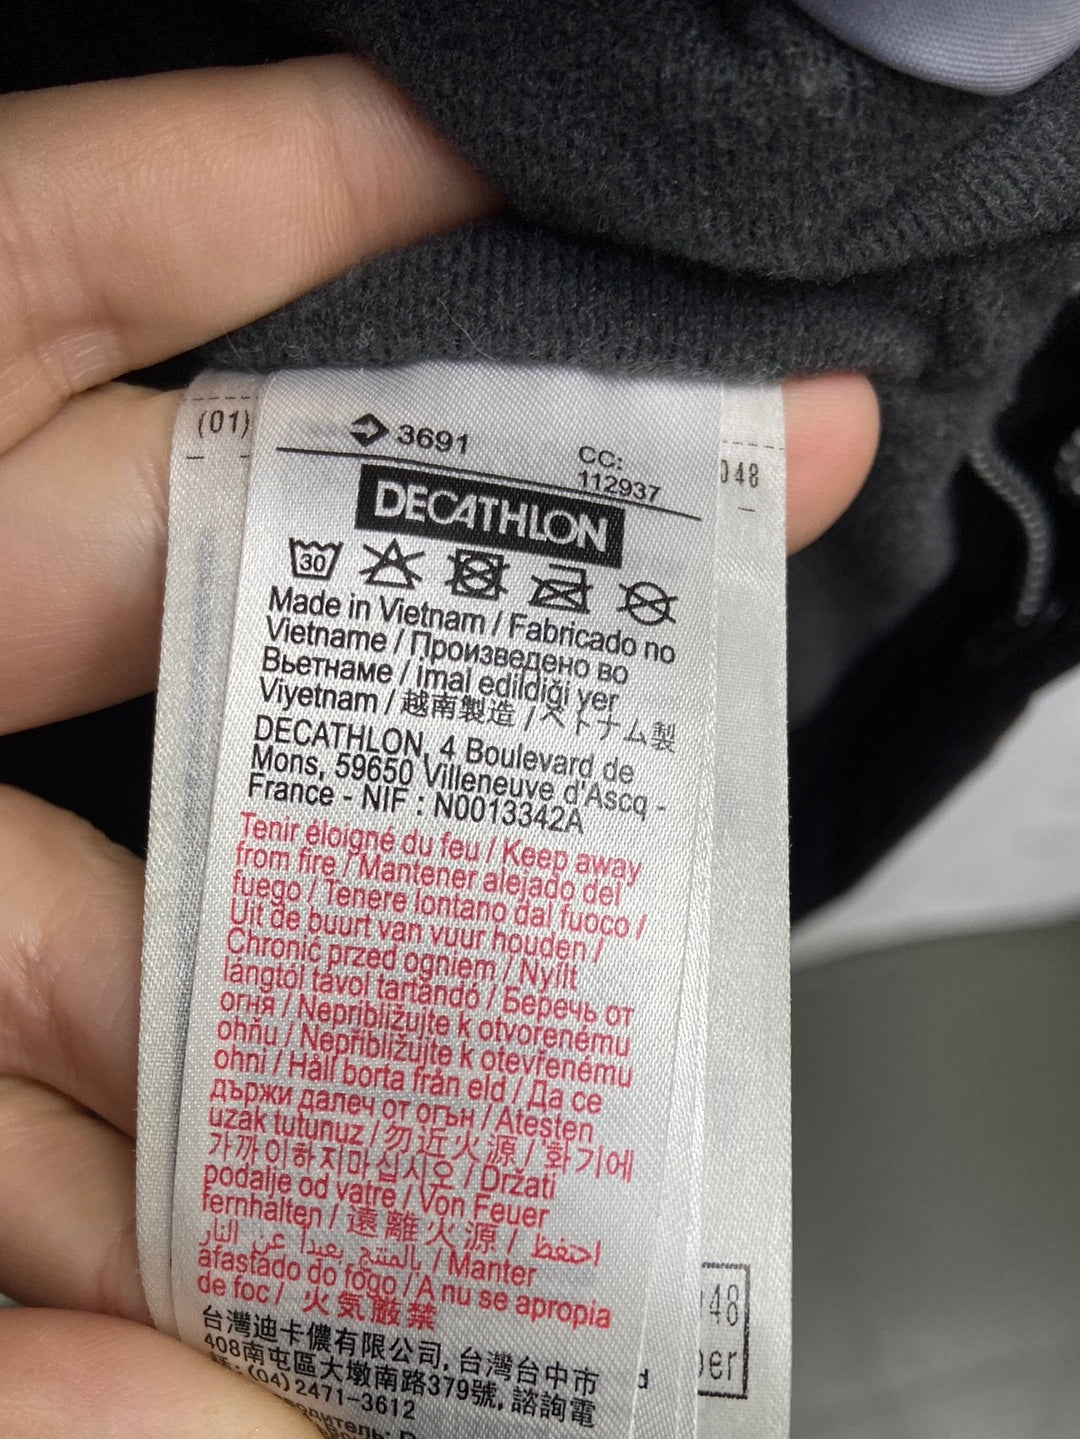 (01)
3691
CC:
112937
048
DECATHLON
30
Made in Vietnam / Fabricado no
Vietname / Произведено во
Вьетнаме / imal edildiği yer
Viyetnam / 越南製造 / ベトナム製
DECATHLON, 4 Boulevard de
Mons, 59650 Villeneuve d'Ascq -
France - NIF : N0013342A
Tenir éloigné du feu / Keep away
from fire / Mantener alejado del
fuego / Tenere lontano dal fuoco /
Uit de buurt van vuur houden /
Chronić przed ogniem / Nyílt
lángtól távol tartandó / Беречь от
огня / Nepribližujte k otvorenému
ohňu / Nepřibližujte k otevřenému
ohni / Håll borta från eld / Да се
държи далеч от огън / Atesten
uzak tutunuz / 勿近火源 / 화기에
가까이하지마십시오 / Držati
podalje od vatre / Von Feuer
fernhalten / 遠離火源 / احتفظ
بالمنتج بعيداً عن النار / Manter
afastado do fogo / A nu se apropia
de foc / 火気厳禁
台灣迪卡儂有限公司, 台灣台中市
408南屯區大墩南路379號, 諮詢電
話: (04) 2471-3612
48
d
er